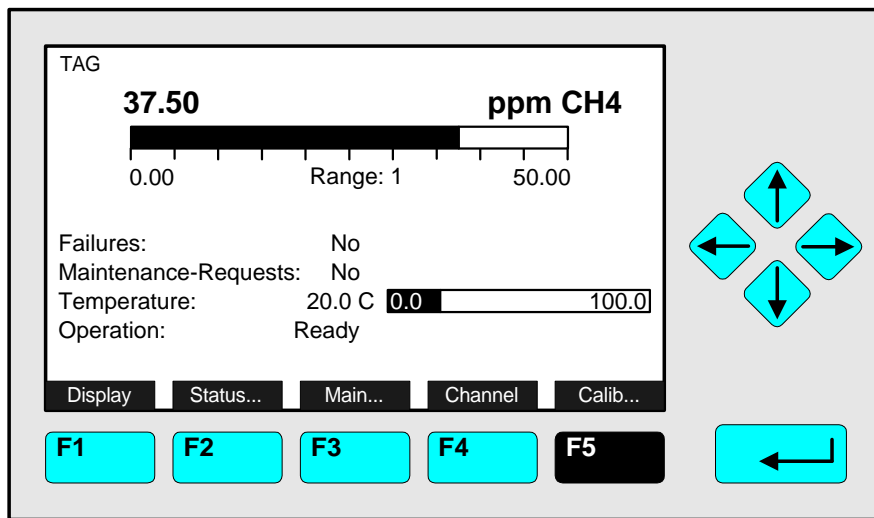 TAG
37.50 ppm CH4
0.00 Range: 1 50.00
Failures: No
Maintenance-Requests: No
Temperature: 20.0 C 0.0 100.0
Operation: Ready
Display Status... Main... Channel Calib...
F1 F2 F3 F4 F5